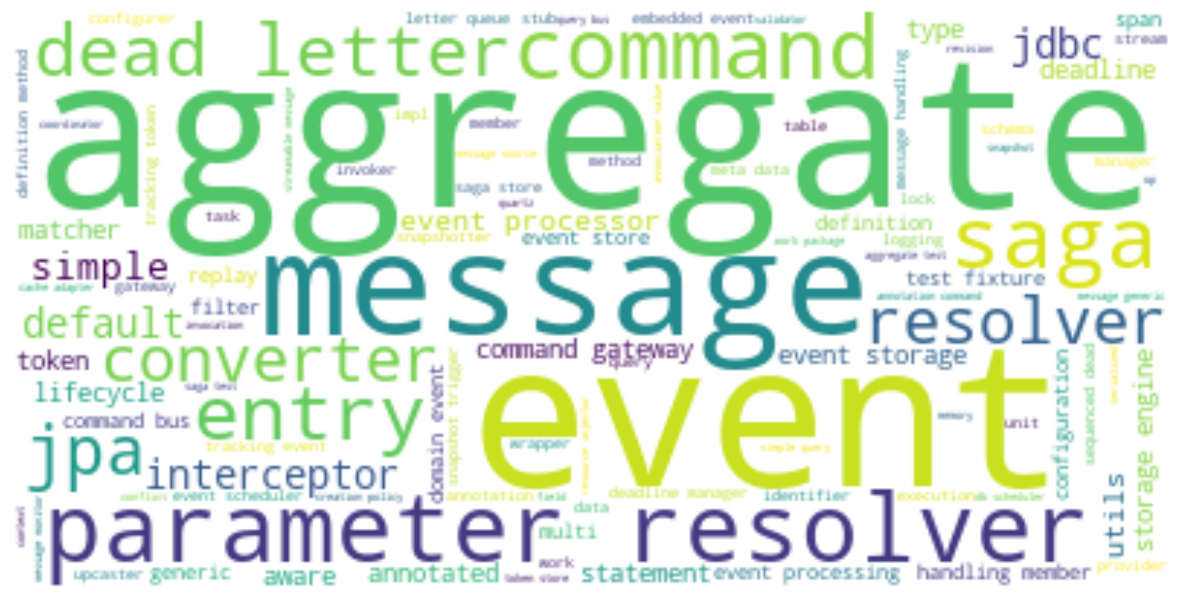 configurer
letter queue stub
query bus
embedded event
validator
type
span
stream
dead letter
command
jdbc
revision
deadline
aggregate
definition method
coordinator
tracking token
streamable message
impl
member
invoker
message source
method
table
meta data
message handling
schema
snapshot
manager
saga store
quartz
task
lock
matcher
event processor
snapshotter
event store
definition
logging
work package
aggregate test
saga
simple
cache adapter
gateway
replay
message
test fixture
annotation command
message generic
default
filter
invocation
resolver
token
converter
command gateway
query
event storage
lifecycle
saga test
command bus
entry
tracking event
domain event
snapshot trigger
event
wrapper
simple query
memory
unit
configuration
sequenced dead
storage engine
jpa
interceptor
conflict
event scheduler
creation policy
annotation
field
deadline manager
identifier
execution
db scheduler
data
parameter resolver
message monitor
multi
utils
upcaster
generic
aware
annotated
work
token store
statement
event processing
handling member
provider